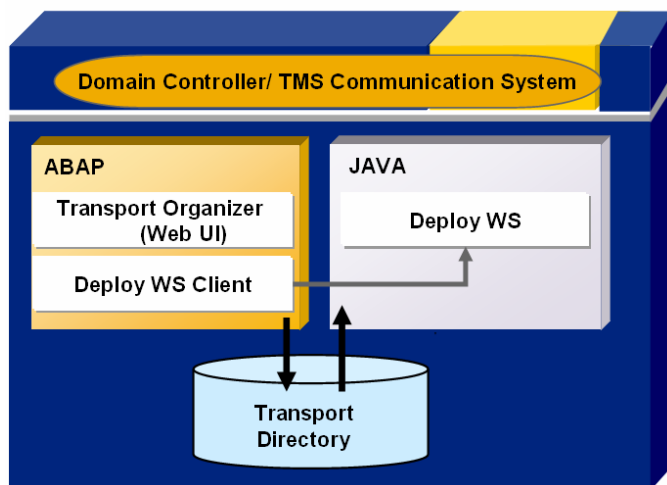 Domain Controller/ TMS Communication System
ABAP
Transport Organizer
(Web UI)
Deploy WS Client
JAVA
Deploy WS
Transport
Directory